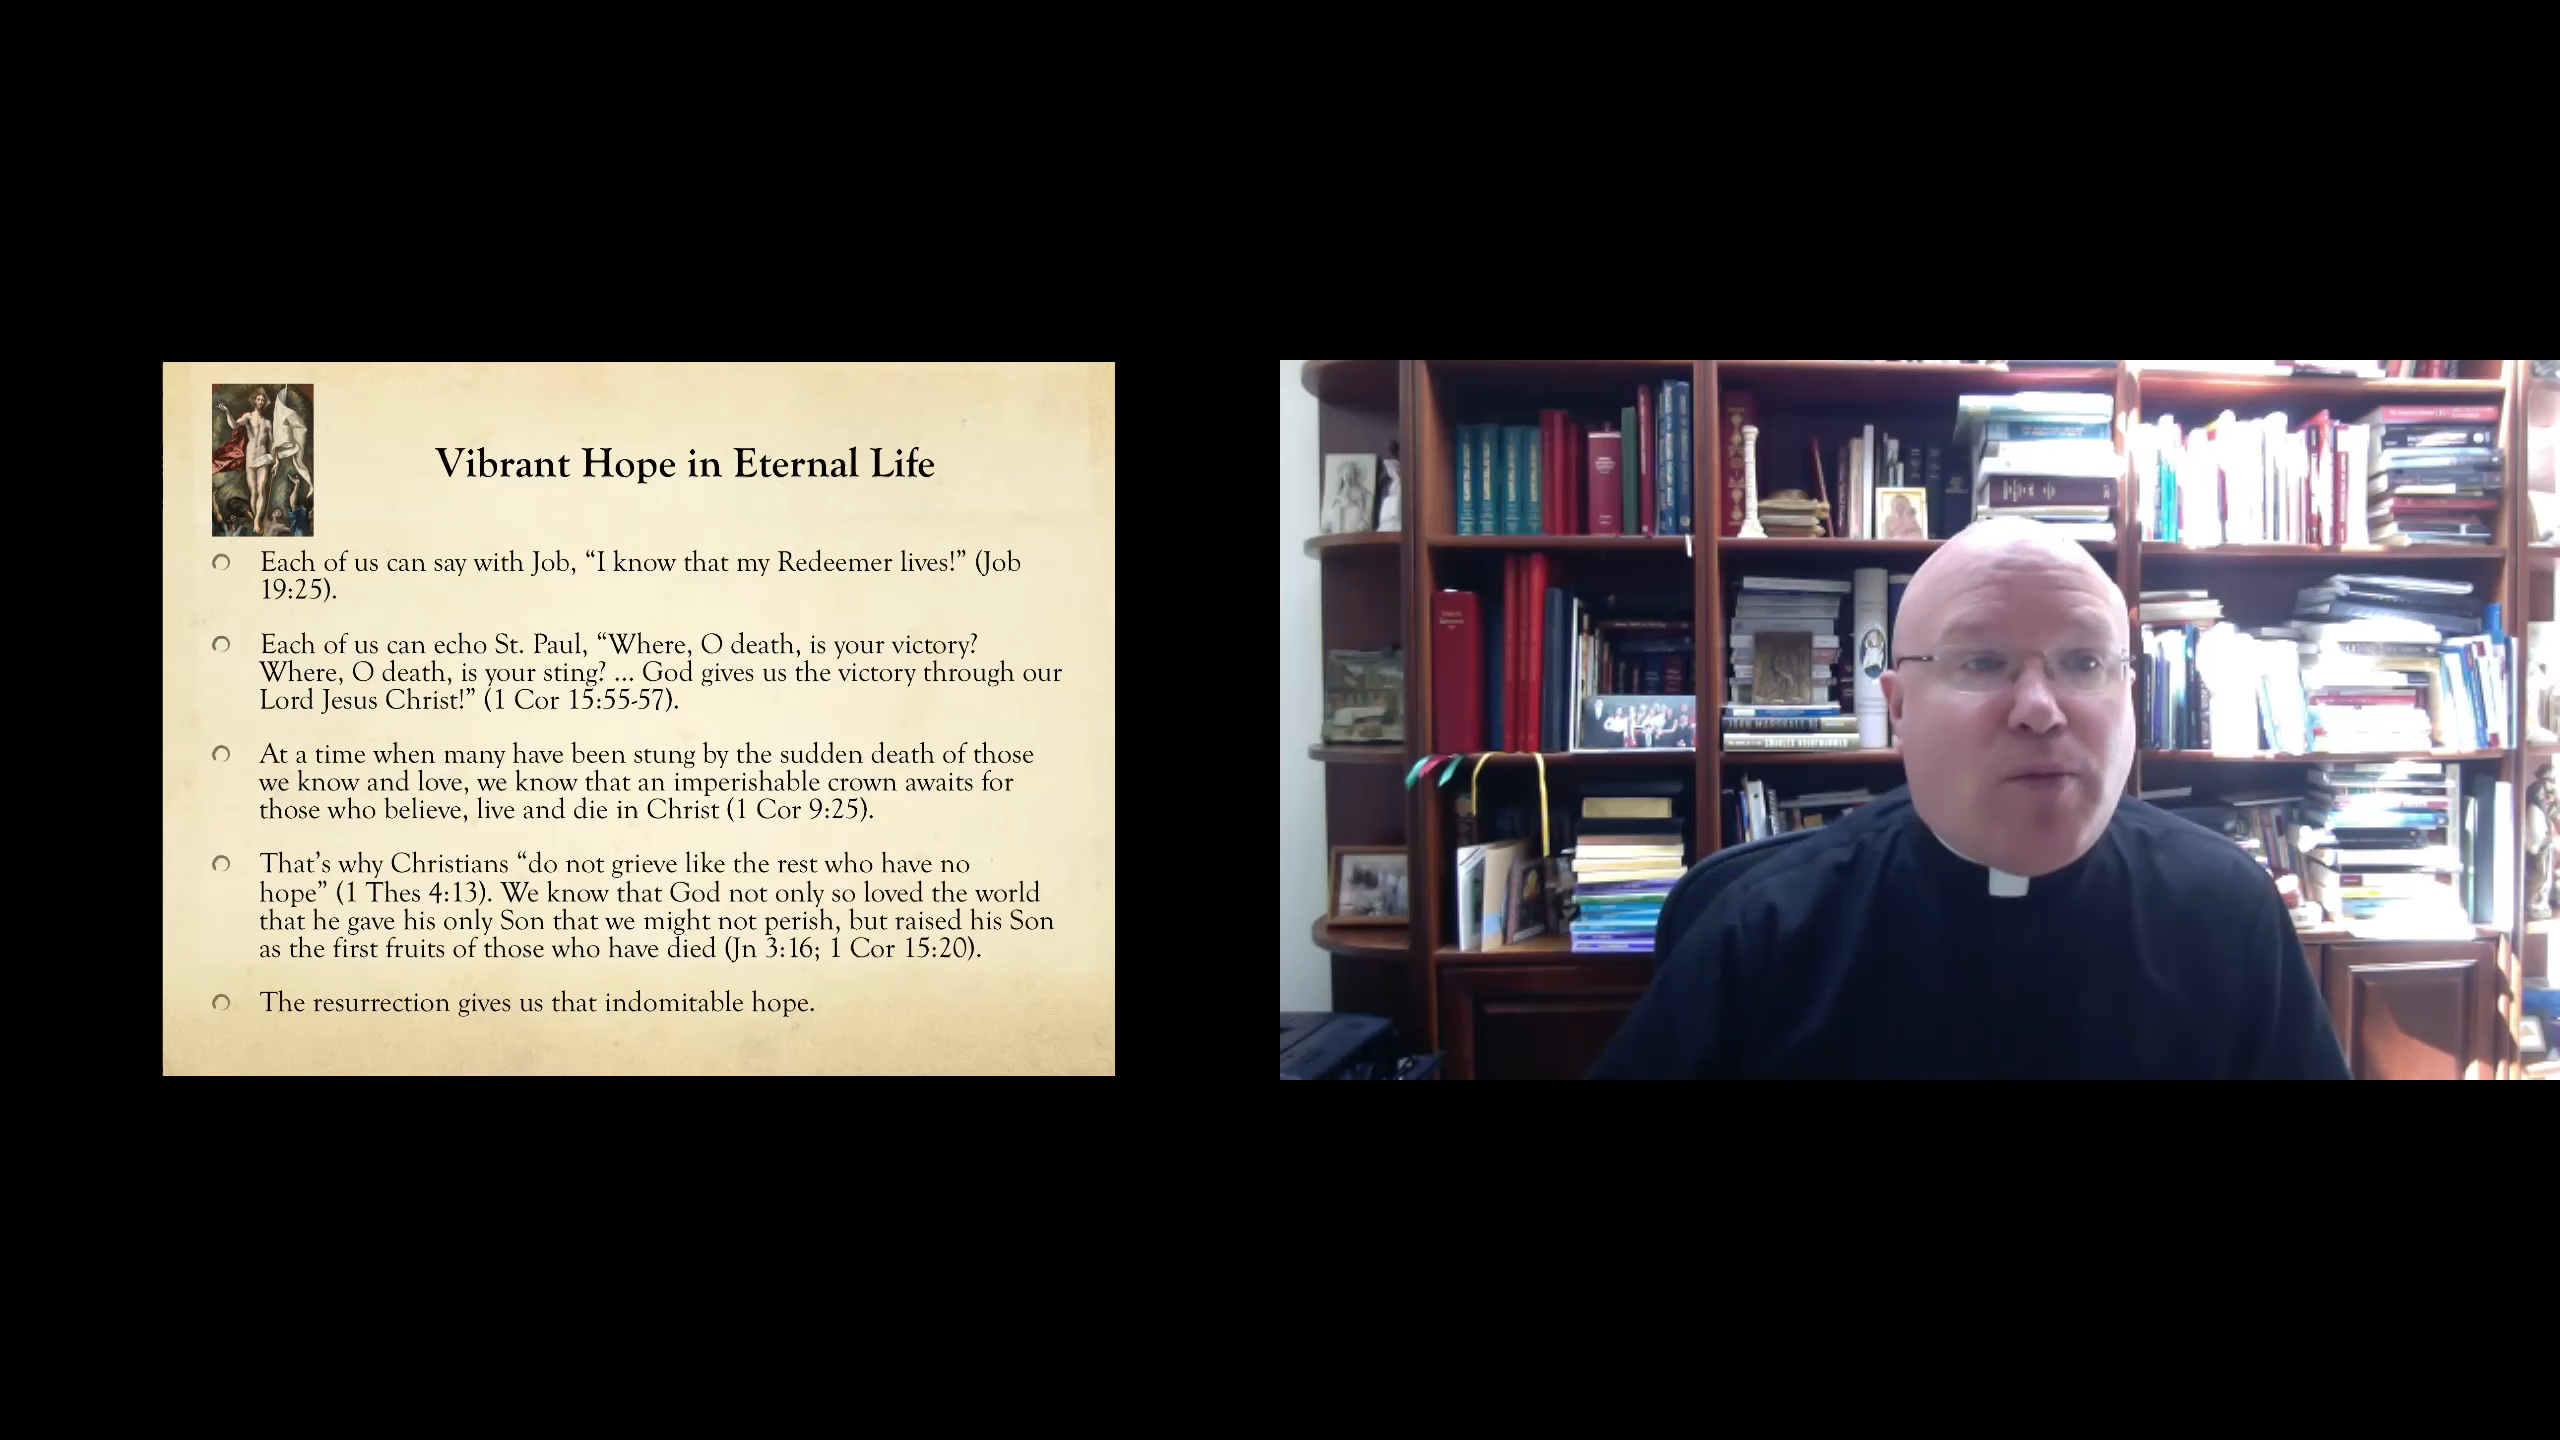 Vibrant Hope in Eternal Life
Each of us can say with Job, “I know that my Redeemer lives!” (Job
19:25).
Each of us can echo St. Paul, “Where, O death, is your victory?
Where, O death, is your sting? ... God gives us the victory through our
Lord Jesus Christ!” (1 Cor 15:55-57).
At a time when many have been stung by the sudden death of those
we know and love, we know that an imperishable crown awaits for
those who believe, live and die in Christ (1 Cor 9:25).
That’s why Christians “do not grieve like the rest who have no
hope” (1 Thes 4:13). We know that God not only so loved the world
that he gave his only Son that we might not perish, but raised his Son
as the first fruits of those who have died (Jn 3:16; 1 Cor 15:20).
The resurrection gives us that indomitable hope.